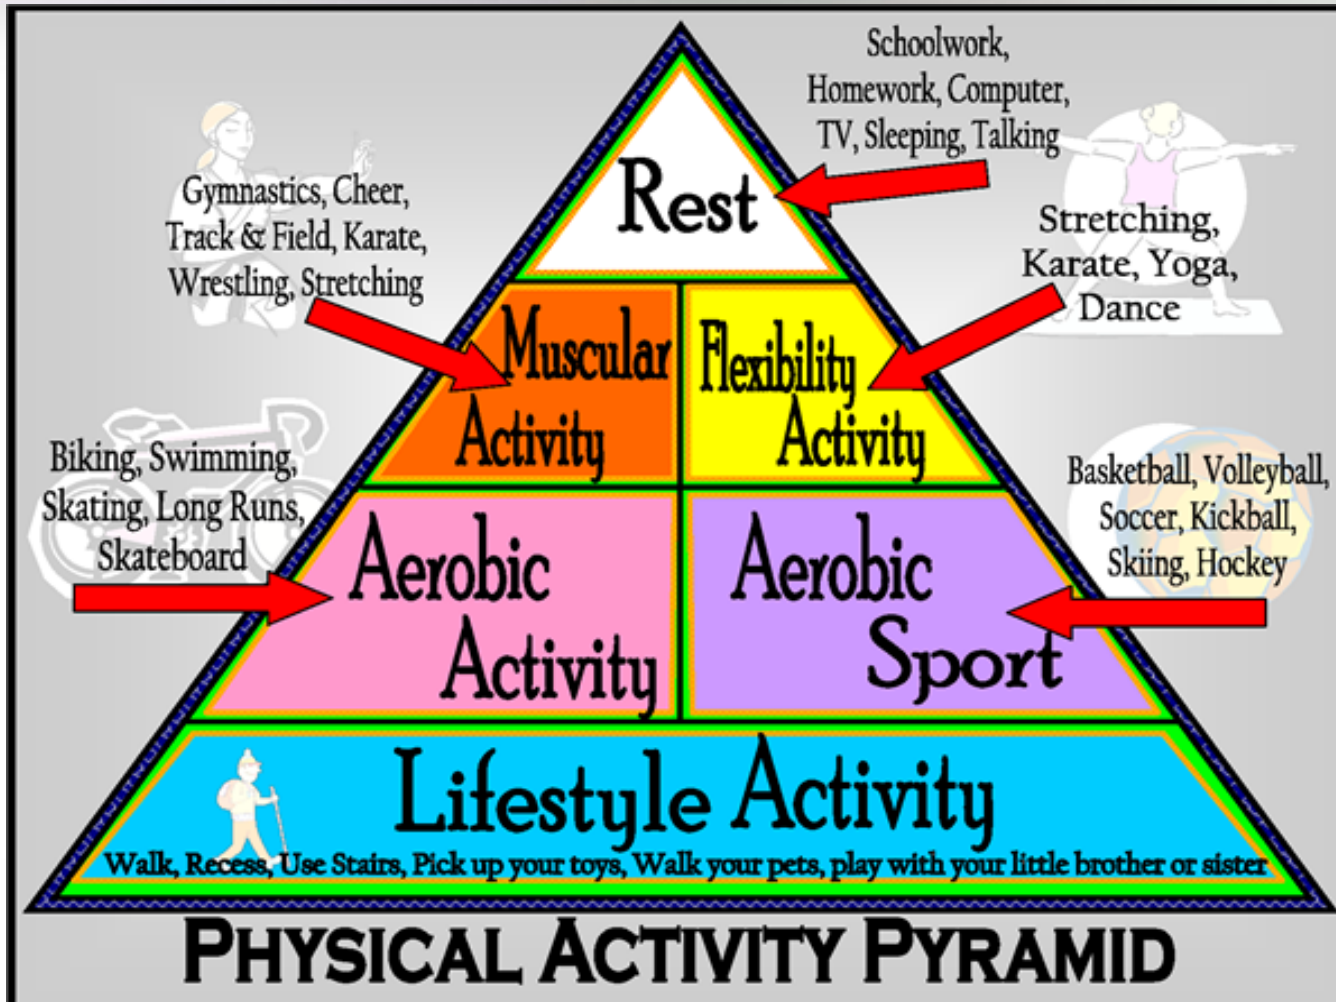 Schoolwork,
Homework, Computer,
TV, Sleeping, Talking
Rest
Gymnastics, Cheer,
Track & Field, Karate,
Wrestling, Stretching
Stretching,
Karate, Yoga,
Dance
Muscular
Activity
Flexibility
Activity
Biking, Swimming,
Skating, Long Runs,
Skateboard
Basketball, Volleyball,
Soccer, Kickball,
Skiing, Hockey
Aerobic
Activity
Aerobic
Sport
Lifestyle Activity
Walk, Recess, Use Stairs, Pick up your toys, Walk your pets, play with your little brother or sister
PHYSICAL ACTIVITY PYRAMID